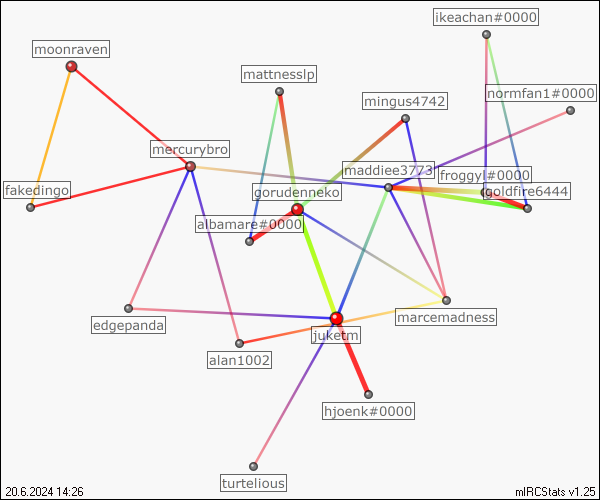 ikeachan#0000
moonraven
mattnesslp
normfan1#0000
mingus4742
mercurybro
maddiee3773
froggyl#0000
fakedingo
gorudenneko
goldfire6444
albamare#0000
edgepanda
marcemadness
juketm
alan1002
hjoenk#0000
turtelious
20.6.2024 14:26
mIRCStats v1.25